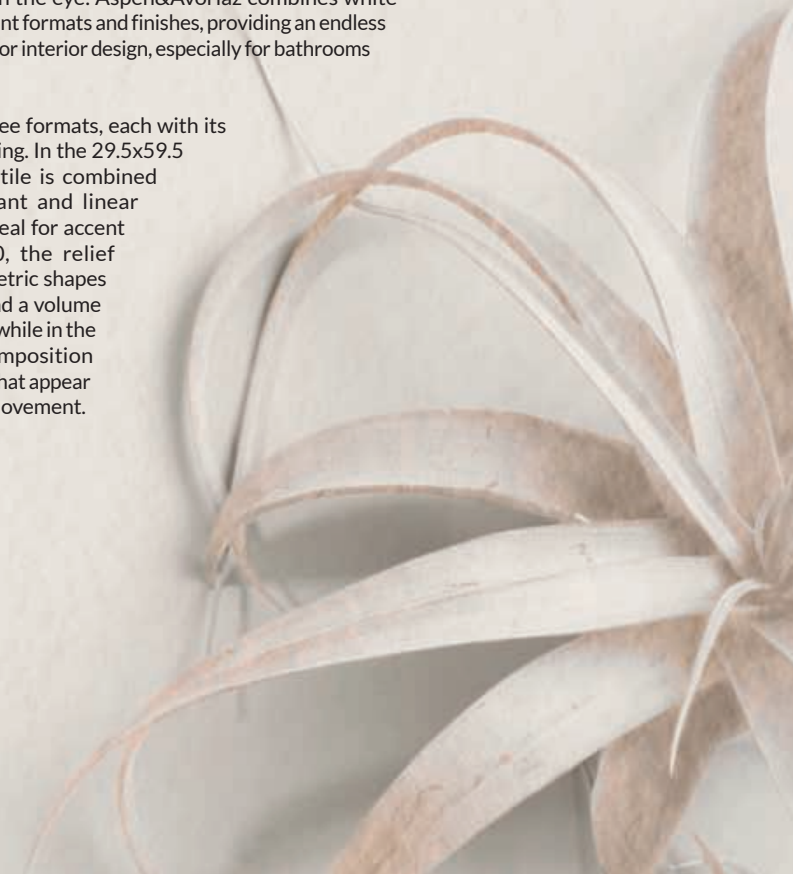 the eye. Aspen&Avoriaz combines white
nt formats and finishes, providing an endless
or interior design, especially for bathrooms
ee formats, each with its
ing. In the 29.5x59.5
tile is combined
ant and linear
eal for accent
0, the relief
etric shapes
d a volume
while in the
mposition
hat appear
ovement.